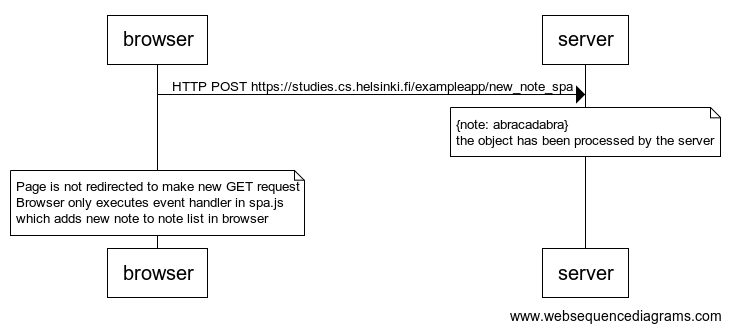 browser
server
HTTP POST https://studies.cs.helsinki.fi/exampleapp/new_note_spa
{note: abracadabra}
the object has been processed by the server
Page is not redirected to make new GET request
Browser only executes event handler in spa.js
which adds new note to note list in browser
browser
server
www.websequencediagrams.com